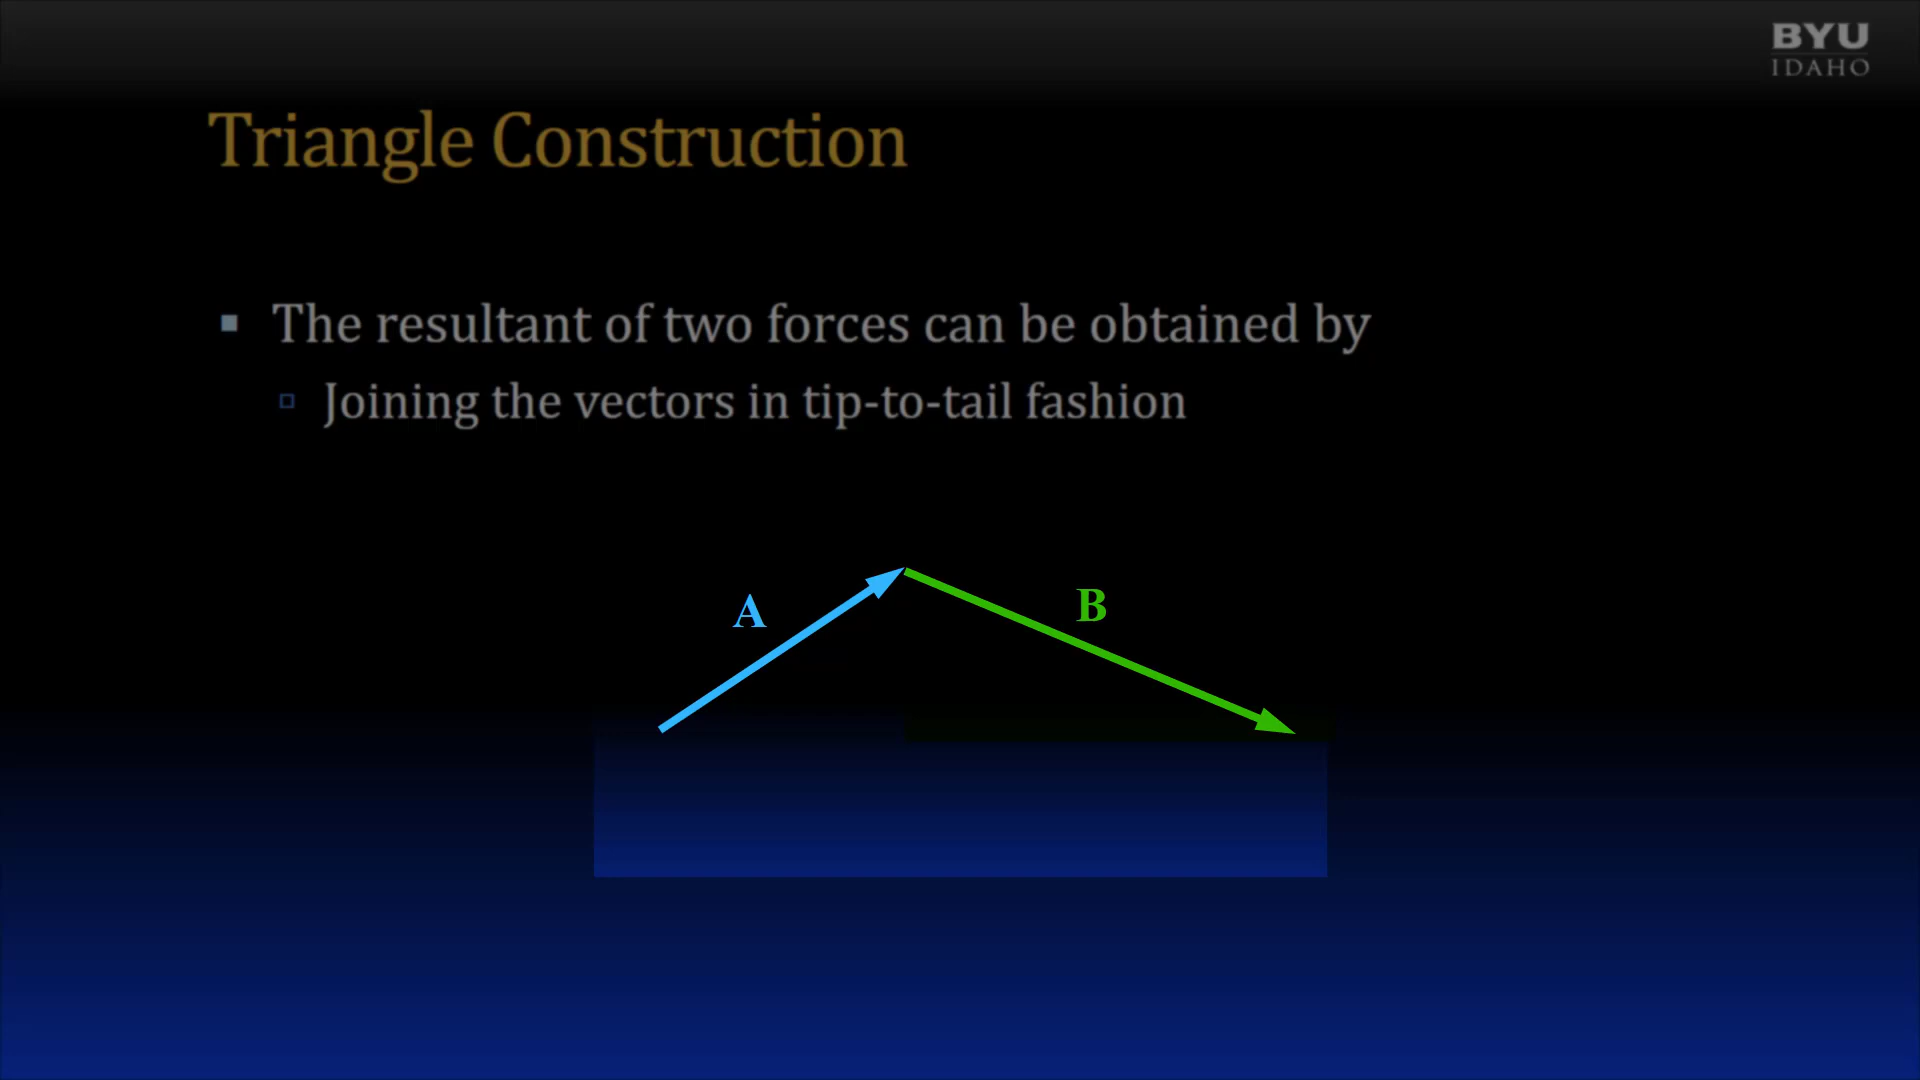 BYU
IDAHO
Triangle Construction
The resultant of two forces can be obtained by
Joining the vectors in tip-to-tail fashion
A
B